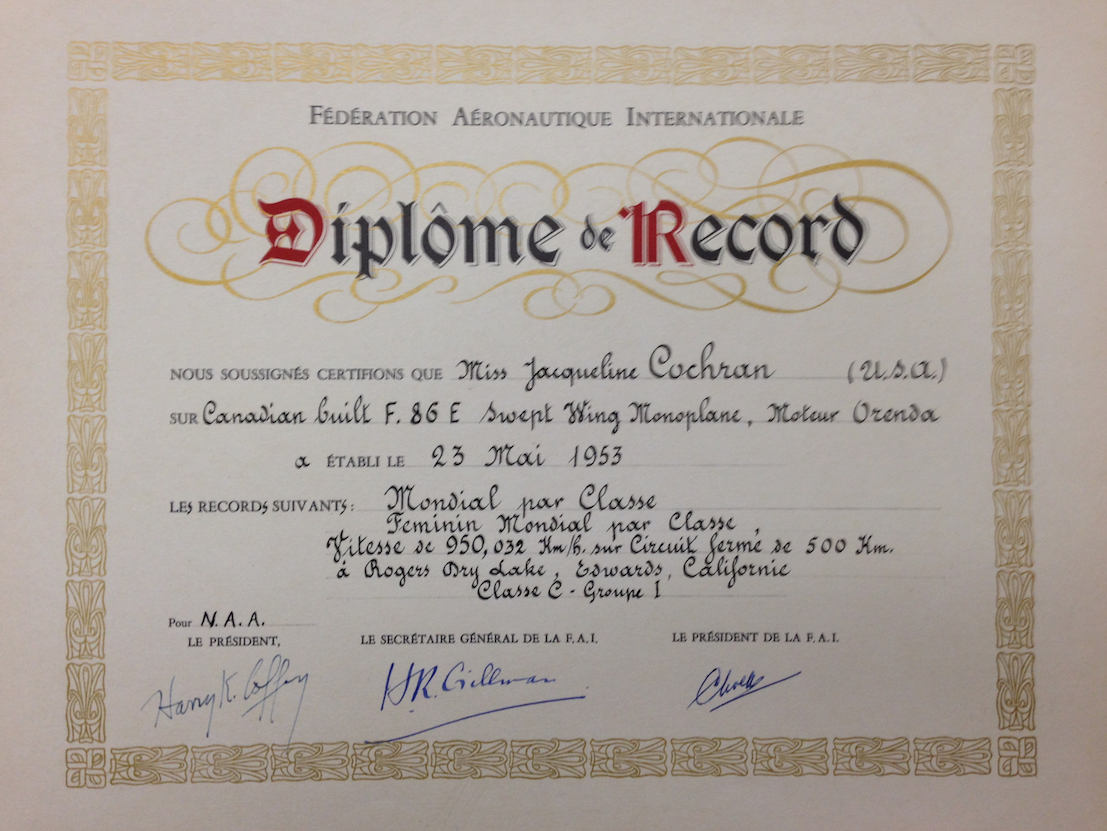 Fédération Aéronautique Internationale
Diplôme de Record
NOUS SOUSSIGNÉS CERTIFIONS QUE Miss Jacqueline Cochran (U.S.A.)
SUR Canadian built F. 86 E Swept Wing Monoplane, Moteur Orenda
a ÉTABLI LE 23 Mai 1953
LES RECORDS SUIVANTS: Mondial par Classe
Feminin Mondial par Classe,
Vitesse de 950,032 Km/h. sur Circuit fermé de 500 Km.
à Rogers Dry Lake, Edwards, Californie
Classe C - Groupe I
Pour N.A.A.
LE PRÉSIDENT, LE SECRÉTAIRE GÉNÉRAL DE LA F.A.I. LE PRÉSIDENT DE LA F.A.I.
Harry K. Coffey H.R. Gillman